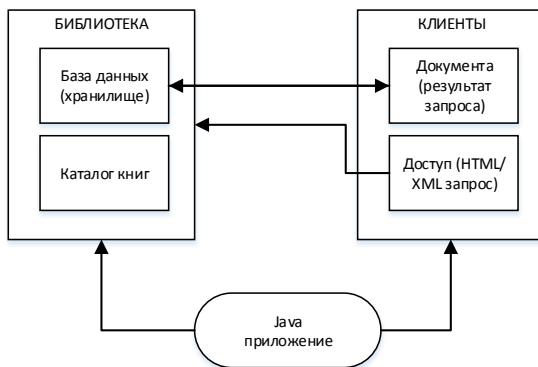 БИБЛИОТЕКА
База данных
(хранилище)
Каталог книг
КЛИЕНТЫ
Документа
(результат
запроса)
Доступ (HTML/
XML запрос)
Java
приложение